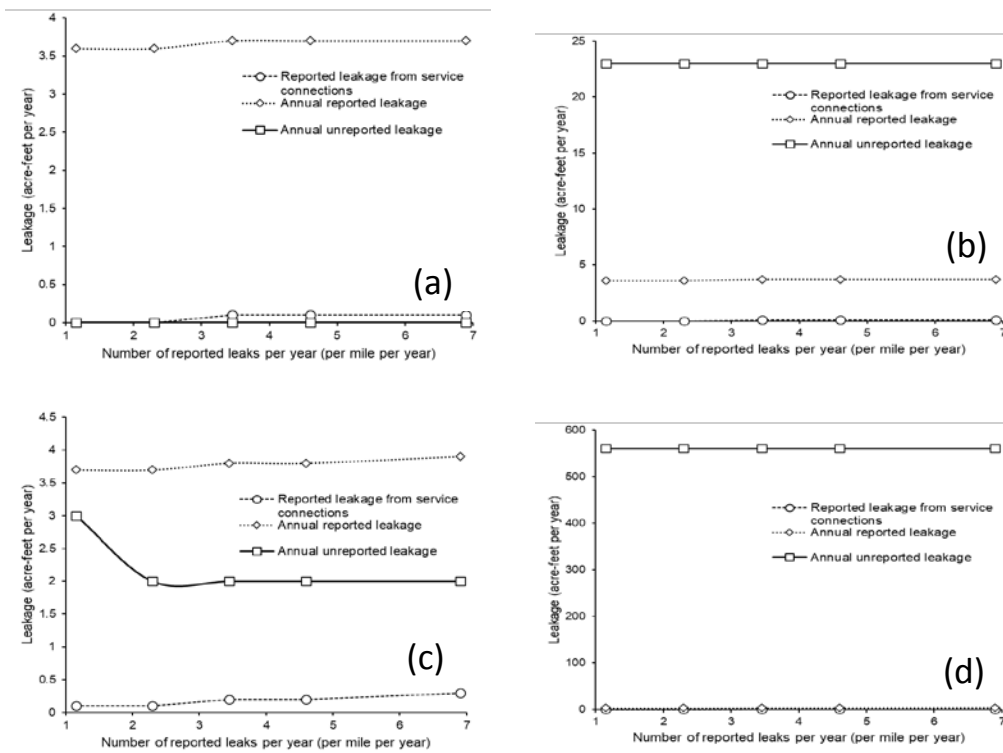 4
3.5
3
2.5
2
1.5
1
0.5
0
Leakage (acre-feet per year)
Reported leakage from service
connections
Annual reported leakage
Annual unreported leakage
(a)
1 2 3 4 5 6 7
Number of reported leaks per year (per mile per year)
25
20
15
10
5
0
Leakage (acre-feet per year)
Reported leakage from service
connections
Annual reported leakage
Annual unreported leakage
(b)
1 2 3 4 5 6 7
Number of reported leaks per year (per mile per year)
4.5
4
3.5
3
2.5
2
1.5
1
0.5
0
Leakage (acre-feet per year)
Reported leakage from service
connections
Annual reported leakage
Annual unreported leakage
(c)
1 2 3 4 5 6 7
Number of reported leaks per year (per mile per year)
600
500
400
300
200
100
0
Leakage (acre-feet per year)
Reported leakage from service
connections
Annual reported leakage
Annual unreported leakage
(d)
1 2 3 4 5 6 7
Number of reported leaks per year (per mile per year)